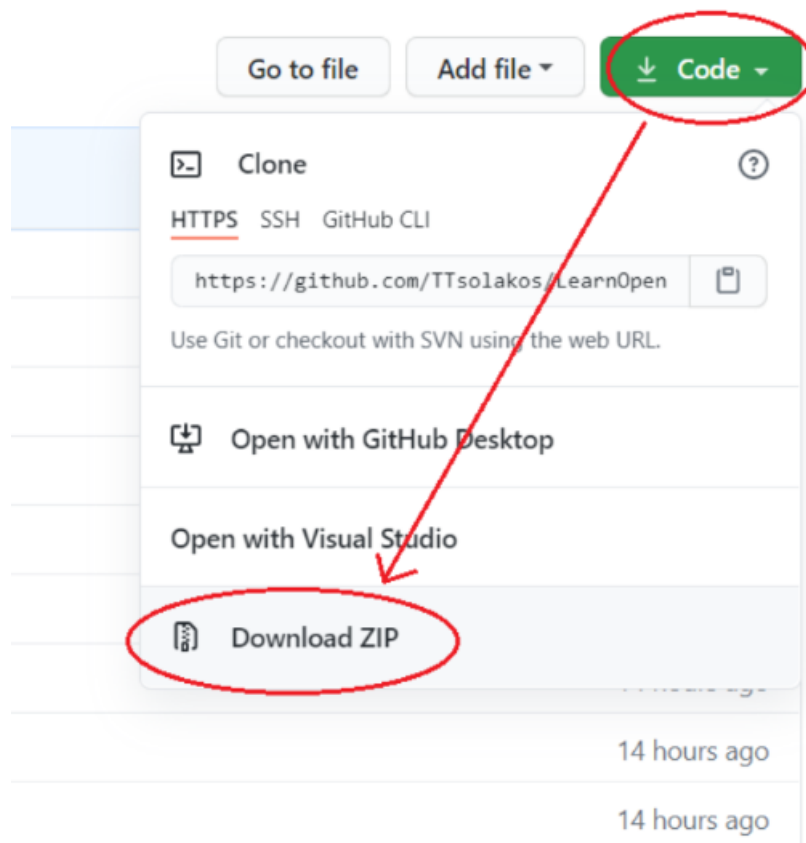 Go to file Add file Code
Clone
HTTPS SSH GitHub CLI
https://github.com/TTsolakos/LearnOpen
Use Git or checkout with SVN using the web URL.
Open with GitHub Desktop
Open with Visual Studio
Download ZIP
hours ago
14 hours ago
14 hours ago